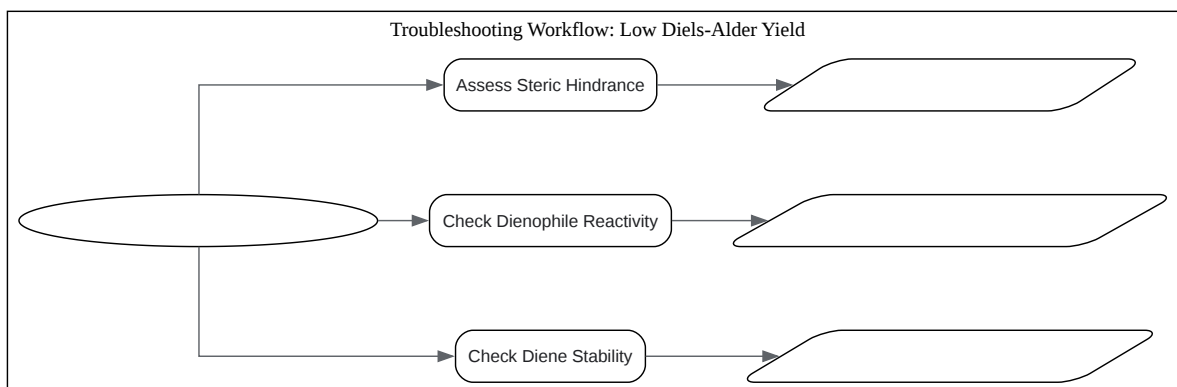 Troubleshooting Workflow: Low Diels-Alder Yield
Assess Steric Hindrance
Check Dienophile Reactivity
Check Diene Stability